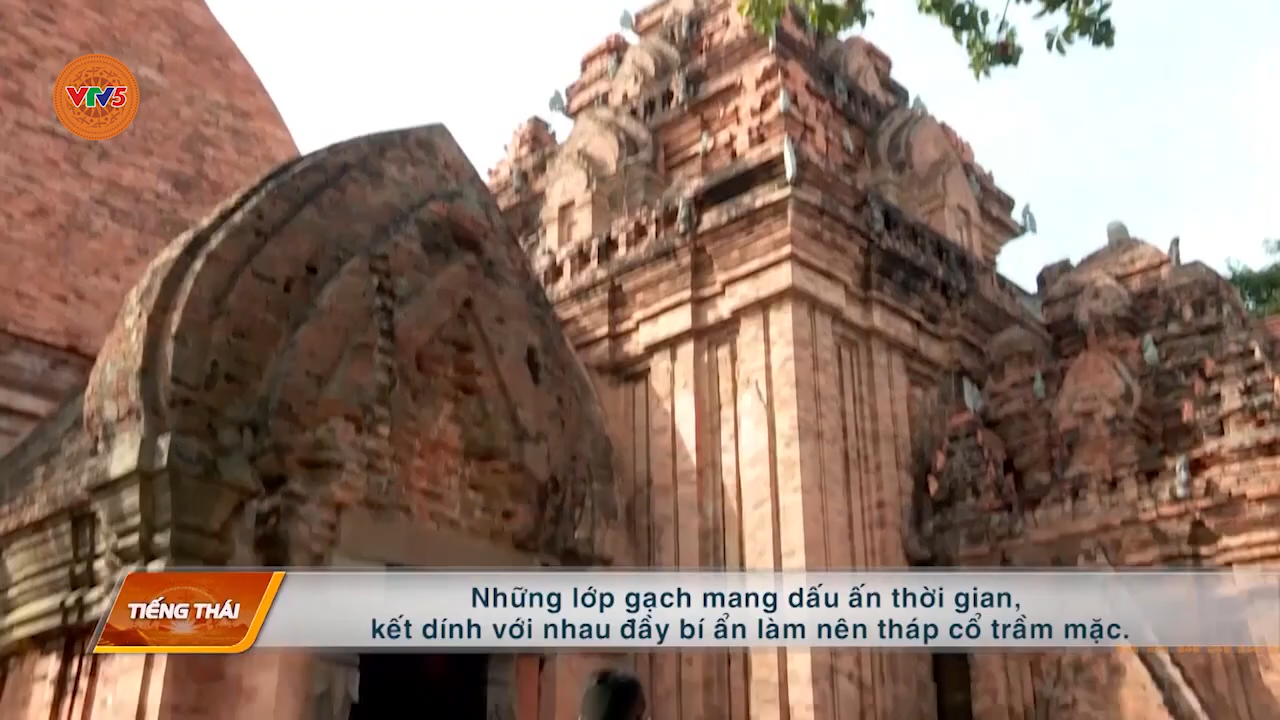 VTV5
TIẾNG THÁI
Những lớp gạch mang dấu ấn thời gian,
kết dính với nhau đầy bí ẩn làm nên tháp cổ trầm mặc.